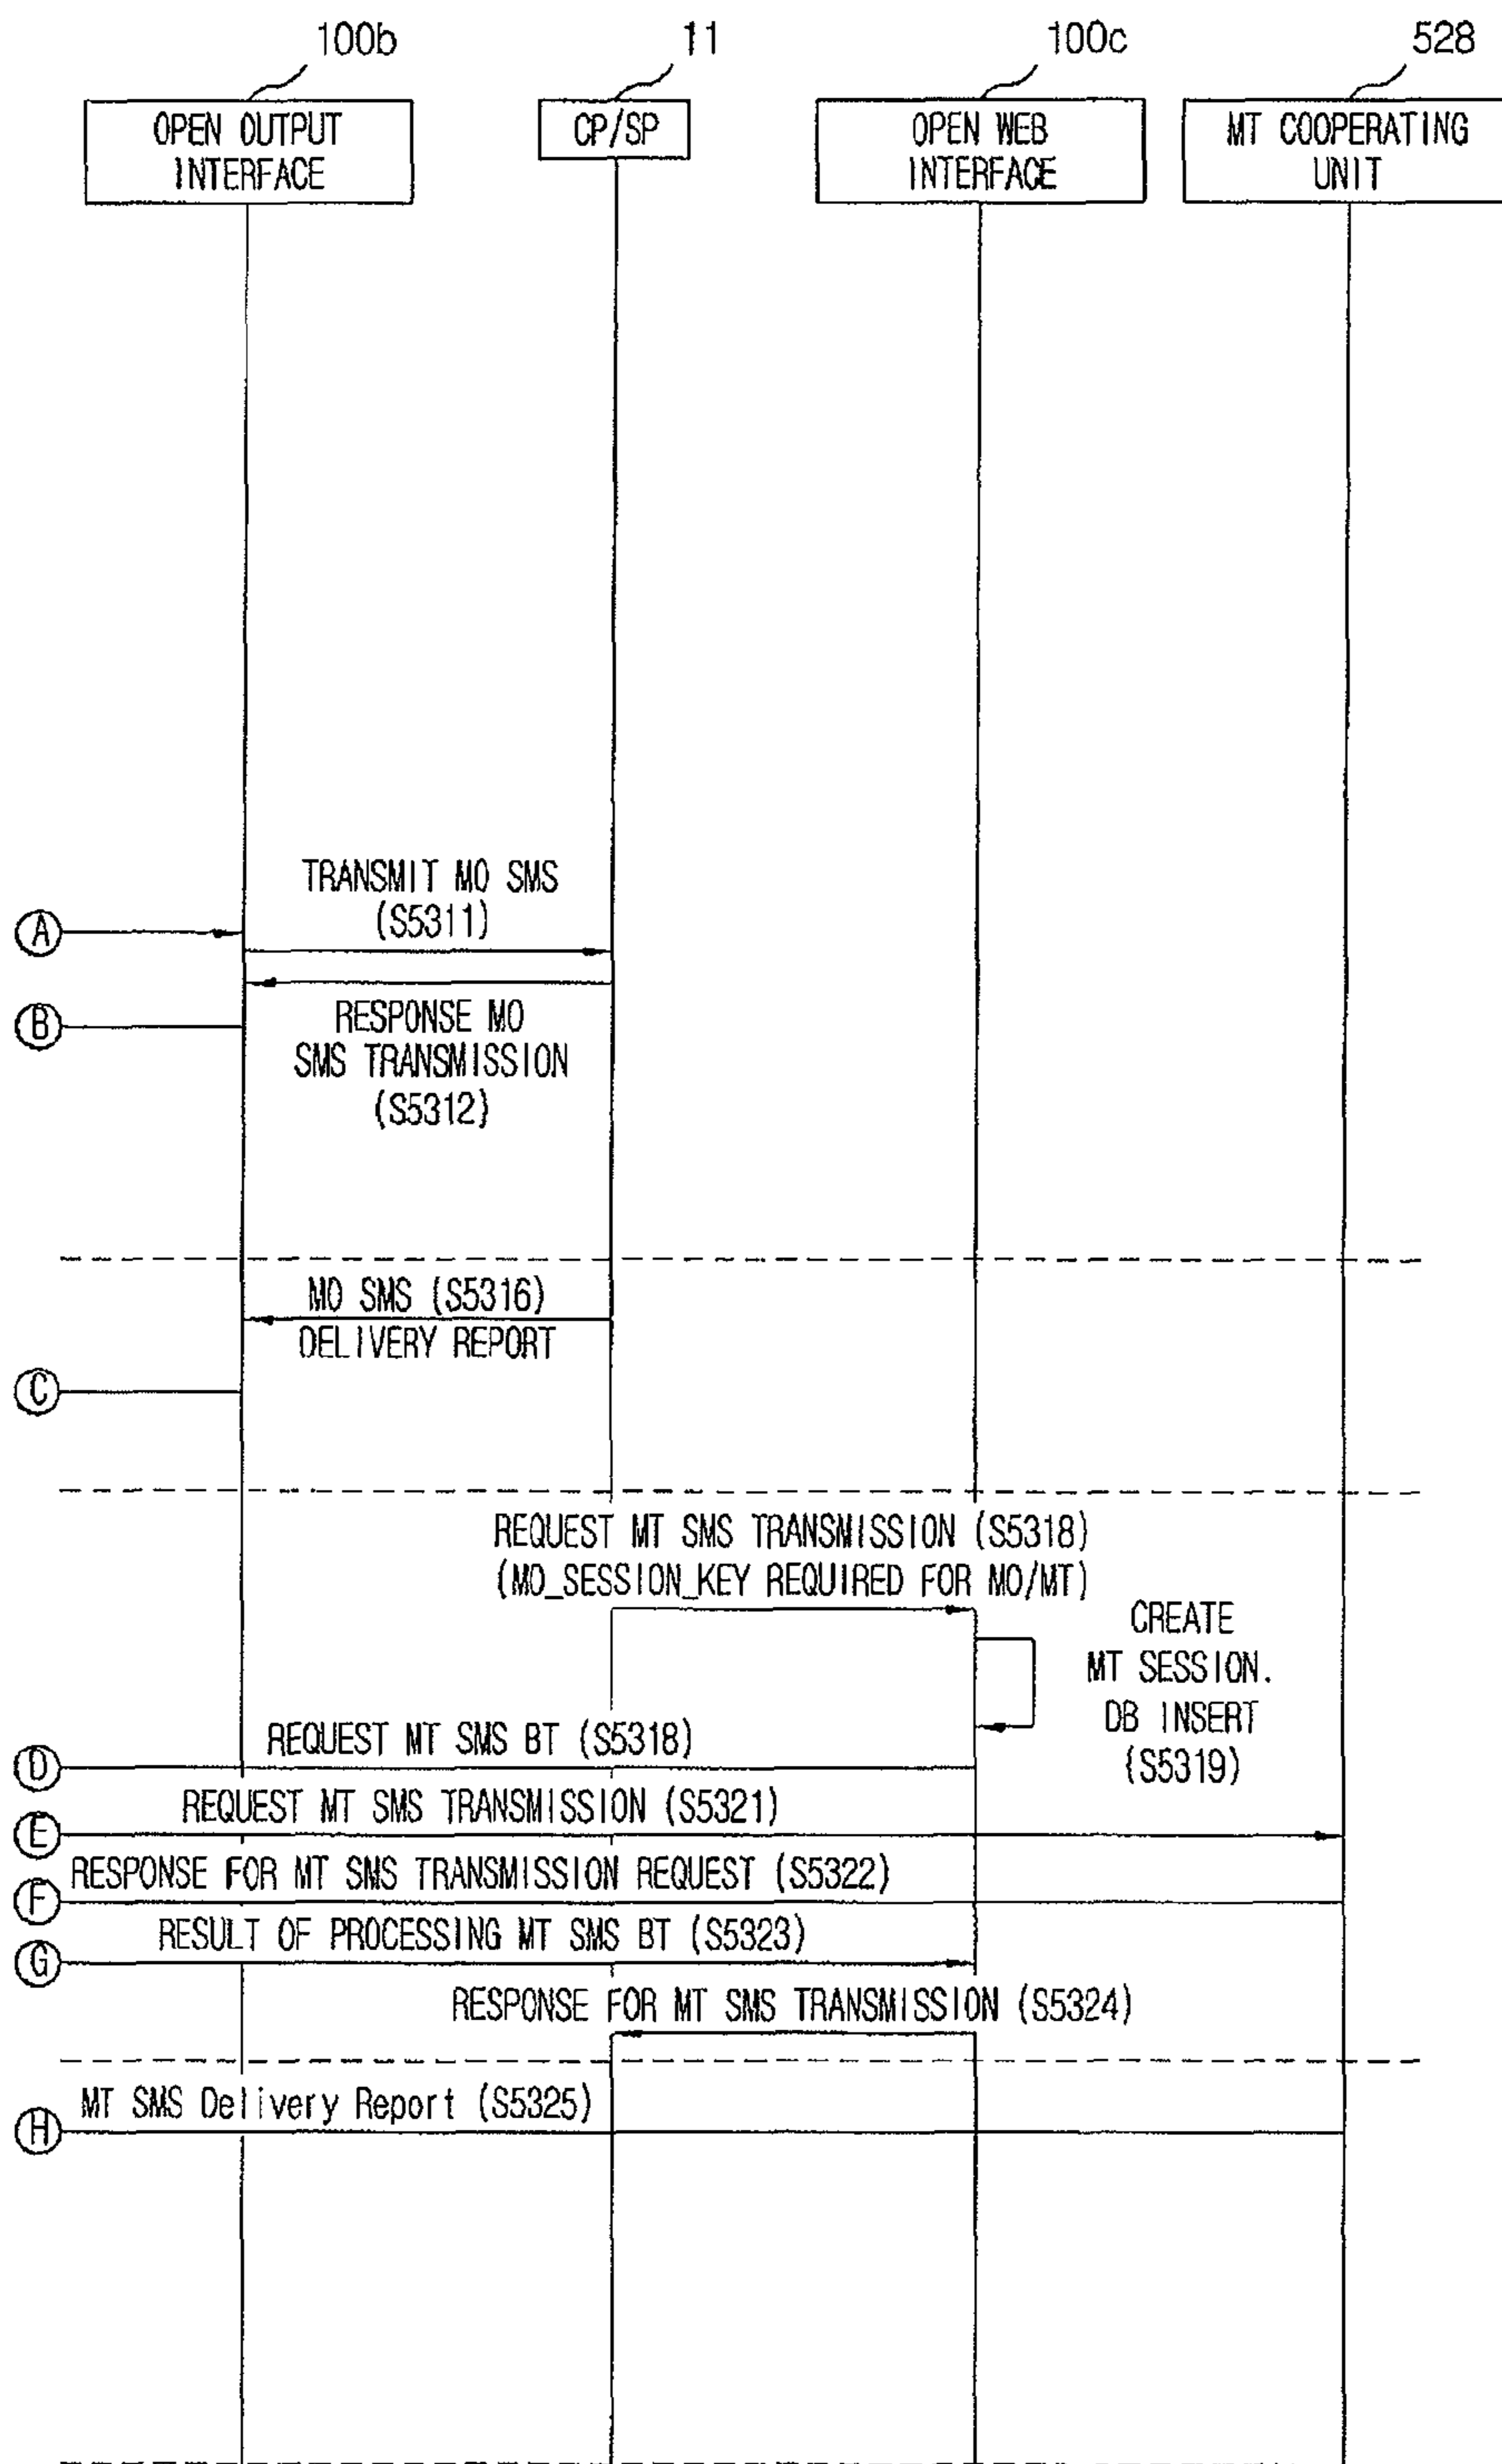 100b
11
100c
528
OPEN OUTPUT
INTERFACE
CP/SP
OPEN WEB
INTERFACE
MT COOPERATING
UNIT
TRANSMIT MO SMS
(S5311)
A
B
RESPONSE MO
SMS TRANSMISSION
(S5312)
MO SMS (S5316)
DELIVERY REPORT
C
REQUEST MT SMS TRANSMISSION (S5318)
(MO_SESSION_KEY REQUIRED FOR MO/MT)
CREATE
MT SESSION.
DB INSERT
(S5319)
REQUEST MT SMS BT (S5318)
D
REQUEST MT SMS TRANSMISSION (S5321)
E
RESPONSE FOR MT SMS TRANSMISSION REQUEST (S5322)
F
RESULT OF PROCESSING MT SMS BT (S5323)
G
RESPONSE FOR MT SMS TRANSMISSION (S5324)
MT SMS Delivery Report (S5325)
H